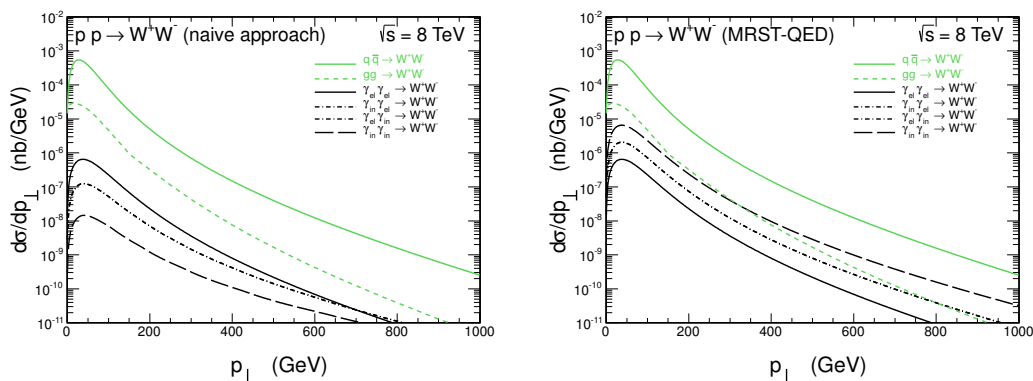 p p → W⁺W⁻ (naive approach) √s = 8 TeV
q q̄ → W⁺W⁻
gg → W⁺W⁻
γel γel → W⁺W⁻
γin γel → W⁺W⁻
γel γin → W⁺W⁻
γin γin → W⁺W⁻
dσ/dp⊥ (nb/GeV)
10⁻²
10⁻³
10⁻⁴
10⁻⁵
10⁻⁶
10⁻⁷
10⁻⁸
10⁻⁹
10⁻¹⁰
10⁻¹¹
0 200 400 600 800 1000
p⊥ (GeV)
p p → W⁺W⁻ (MRST-QED) √s = 8 TeV
q q̄ → W⁺W⁻
gg → W⁺W⁻
γel γel → W⁺W⁻
γin γel → W⁺W⁻
γel γin → W⁺W⁻
γin γin → W⁺W⁻
dσ/dp⊥ (nb/GeV)
10⁻²
10⁻³
10⁻⁴
10⁻⁵
10⁻⁶
10⁻⁷
10⁻⁸
10⁻⁹
10⁻¹⁰
10⁻¹¹
0 200 400 600 800 1000
p⊥ (GeV)